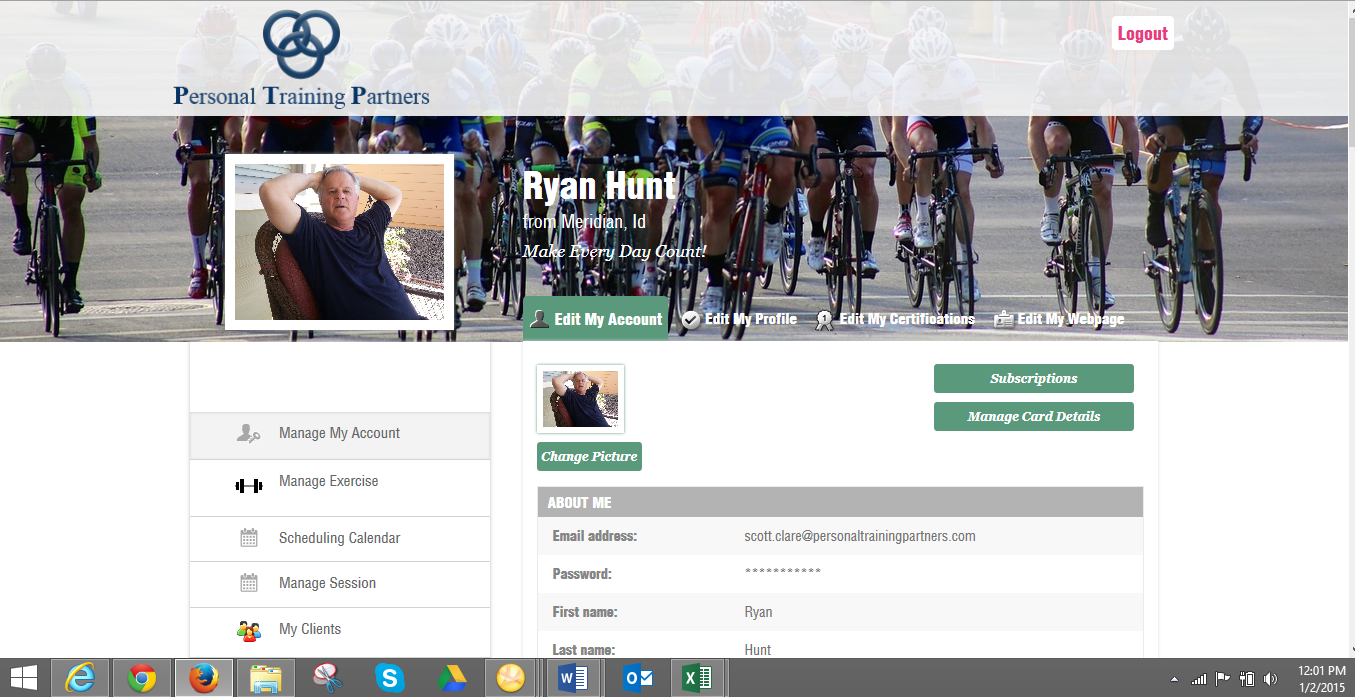 Logout
Personal Training Partners
Ryan Hunt
from Meridian, Id
Make Every Day Count!
Edit My Account
Edit My Profile
1
Edit My Certifications
Edit My Webpage
Subscriptions
Manage Card Details
Change Picture
Manage My Account
Manage Exercise
Scheduling Calendar
Manage Session
My Clients
ABOUT ME
Email address: scott.clare@personaltrainingpartners.com
Password: ***********
First name: Ryan
Last name: Hunt
12:01 PM
1/2/2015